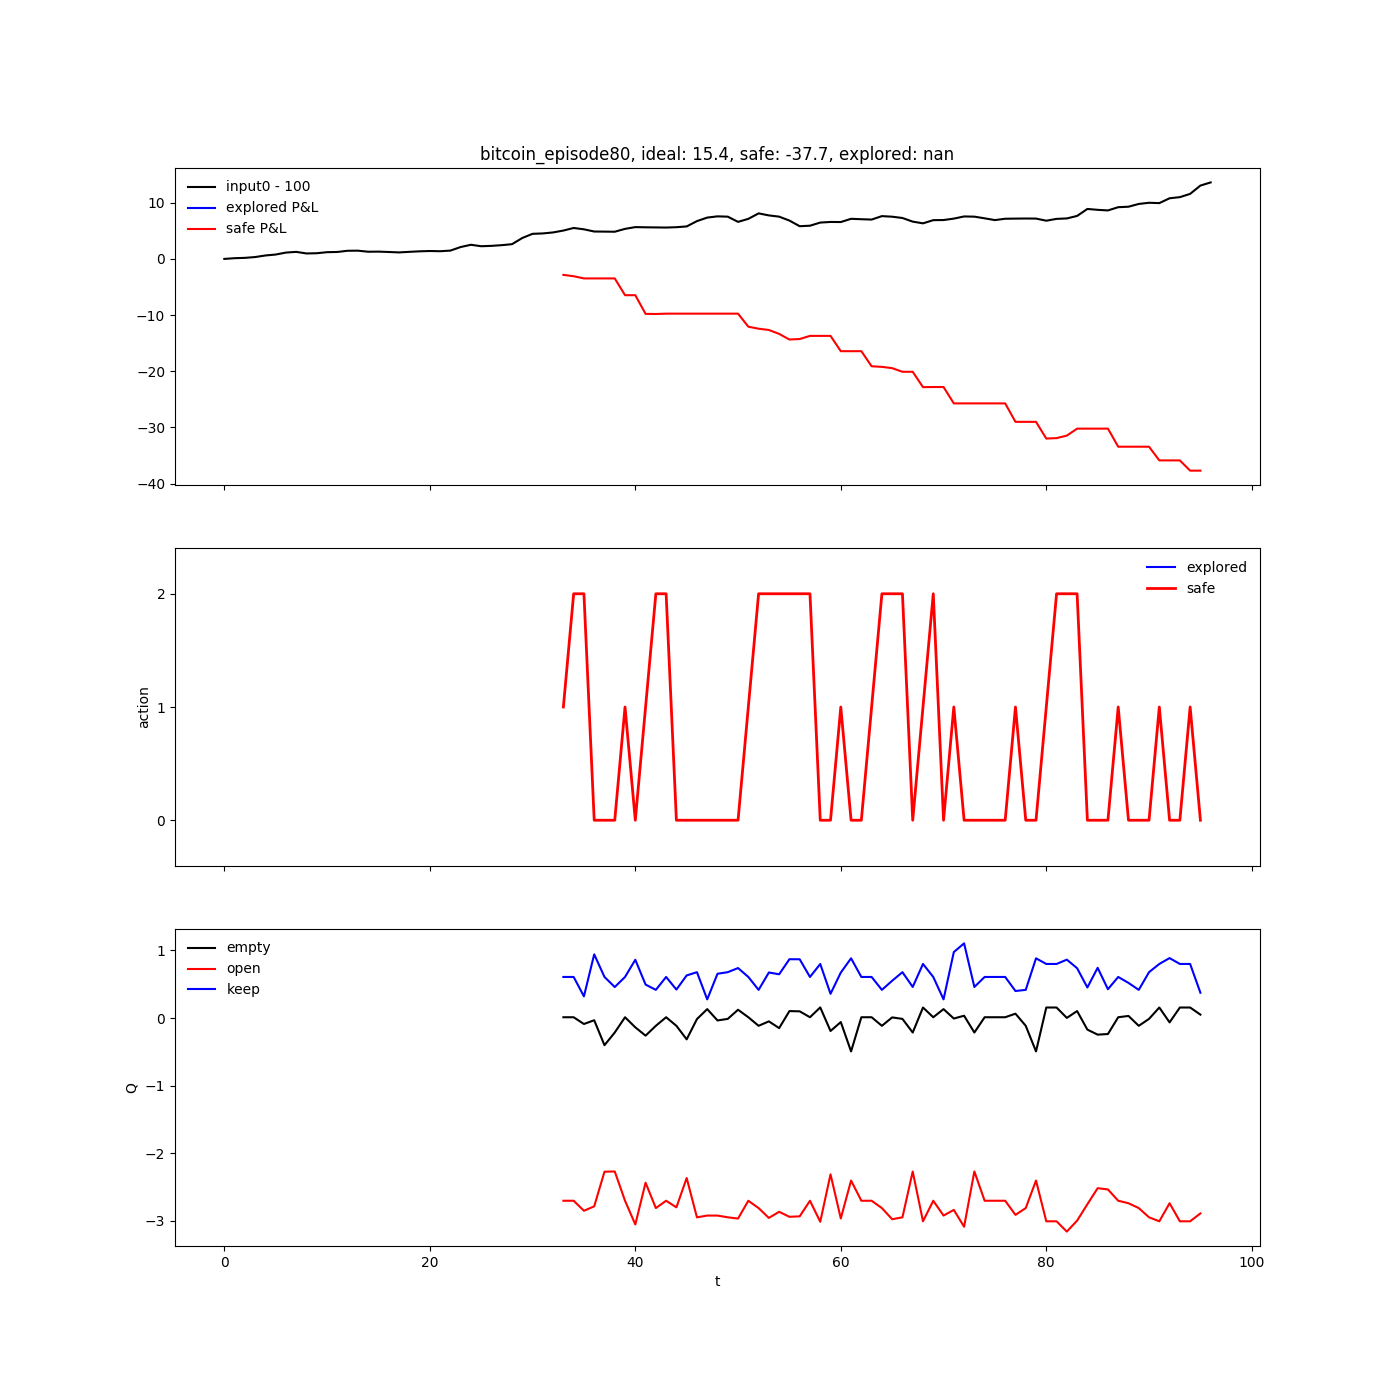 bitcoin_episode80, ideal: 15.4, safe: -37.7, explored: nan
input0 - 100
explored P&L
safe P&L
10
0
−10
−20
−30
−40
explored
safe
action
2
1
0
empty
open
keep
Q
1
0
−1
−2
−3
0 20 40 60 80 100
t